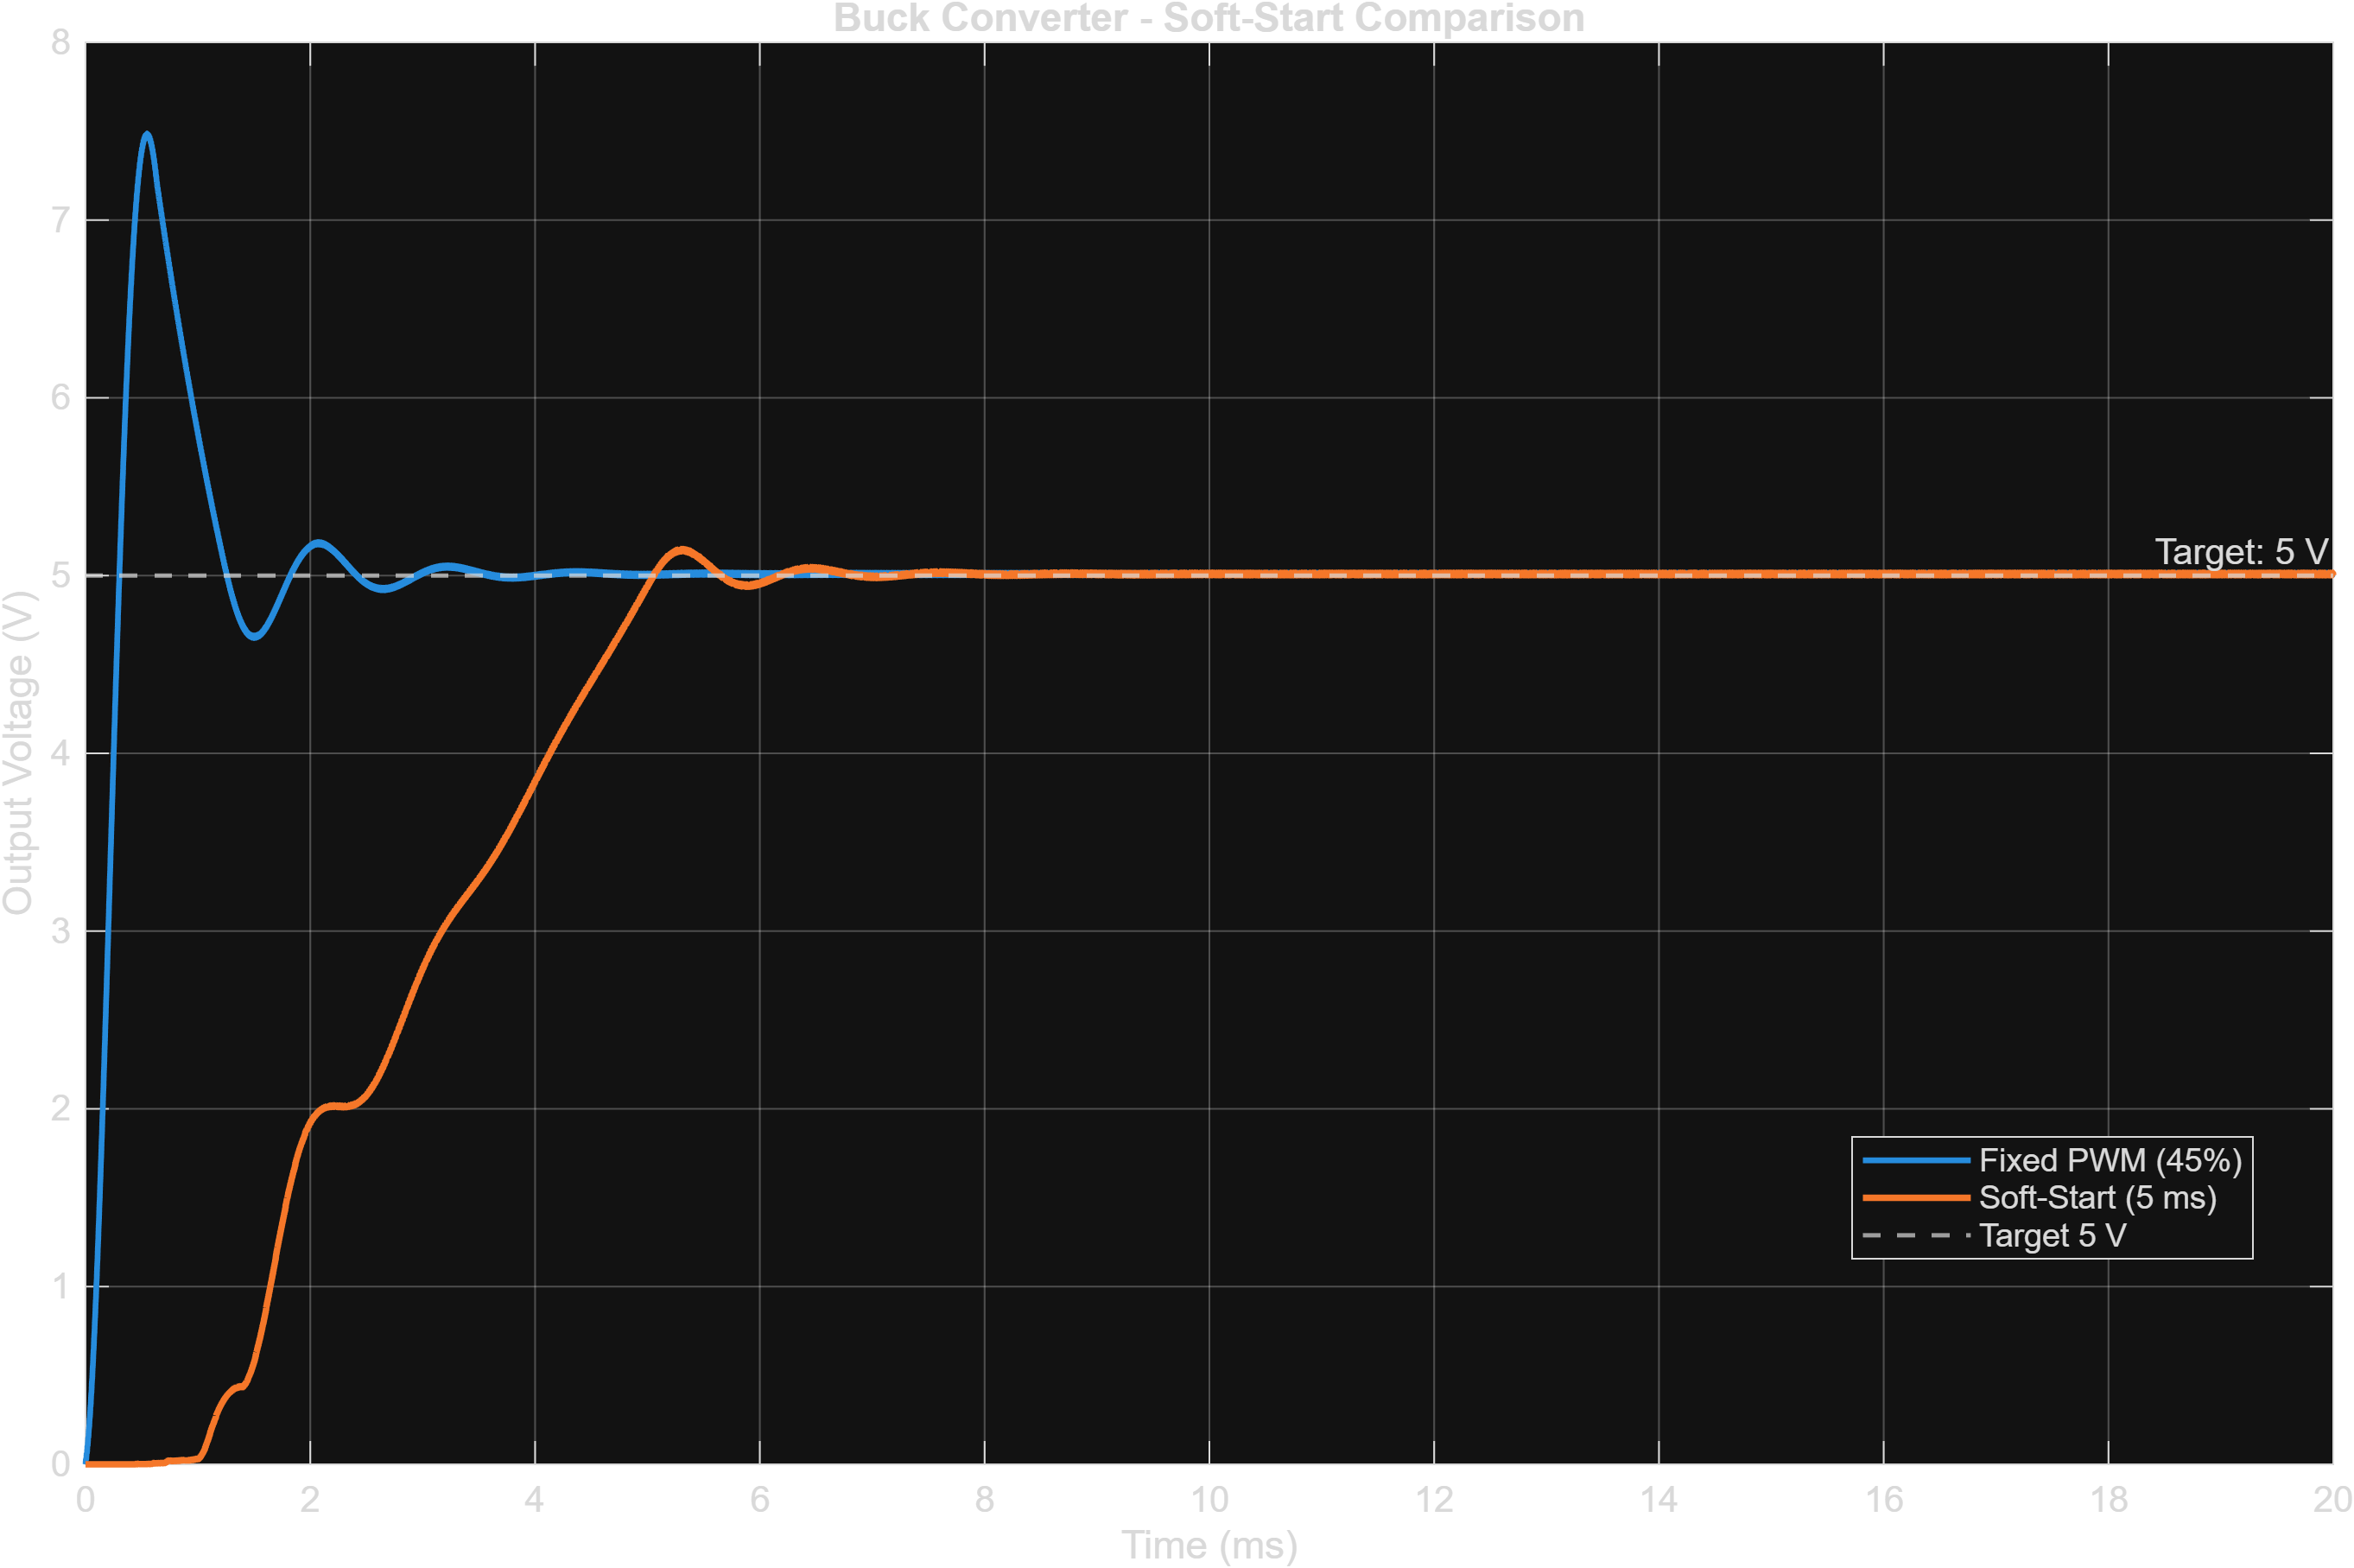 Buck Converter - Soft-Start Comparison
8
7
6
5
4
3
2
1
0
Output Voltage (V)
Target: 5 V
Fixed PWM (45%)
Soft-Start (5 ms)
Target 5 V
0 2 4 6 8 10 12 14 16 18 20
Time (ms)